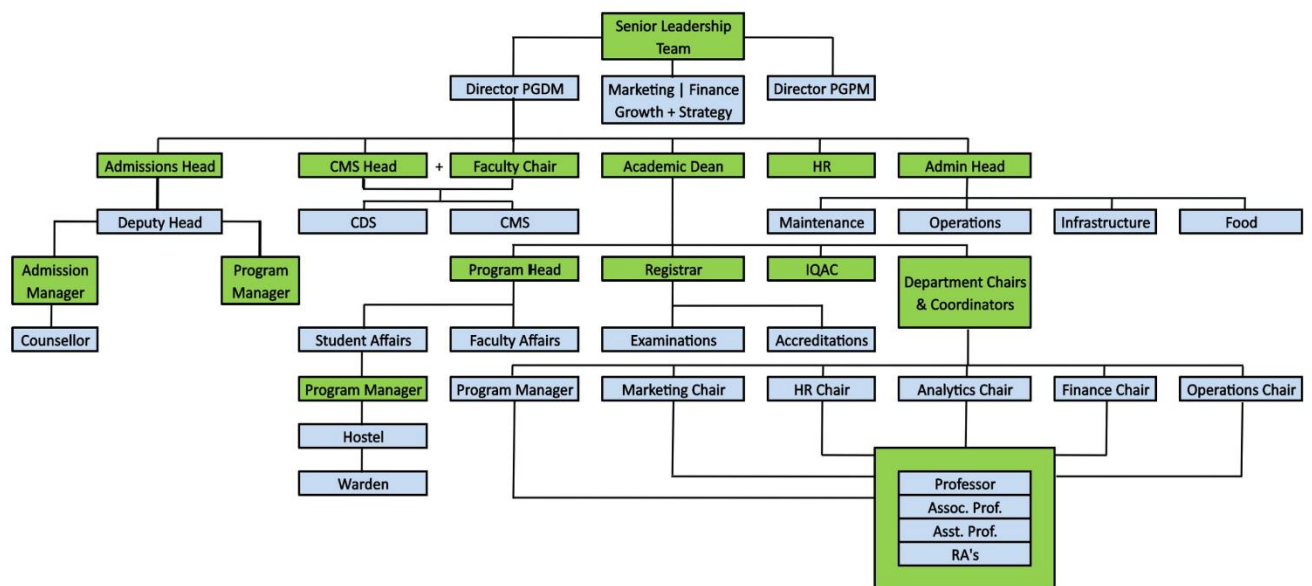 Senior Leadership
Team
Director PGDM
Marketing | Finance
Growth + Strategy
Director PGPM
Admissions Head
CMS Head
+
Faculty Chair
Academic Dean
HR
Admin Head
Deputy Head
CDS
CMS
Maintenance
Operations
Infrastructure
Food
Admission
Manager
Program
Manager
Program Head
Registrar
IQAC
Department Chairs
& Coordinators
Counsellor
Student Affairs
Faculty Affairs
Examinations
Accreditations
Program Manager
Program Manager
Marketing Chair
HR Chair
Analytics Chair
Finance Chair
Operations Chair
Hostel
Warden
Professor
Assoc. Prof.
Asst. Prof.
RA's